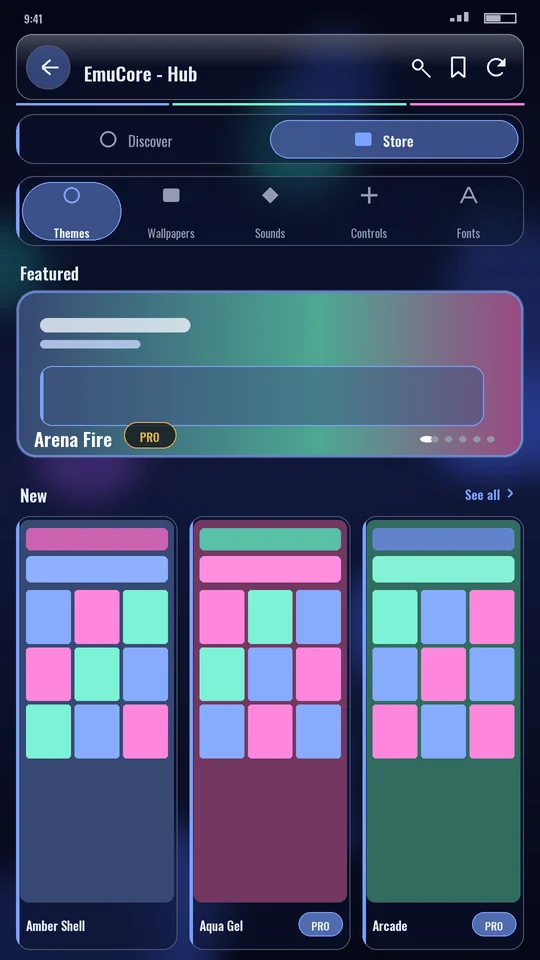 9:41
EmuCore - Hub
Discover
Store
Themes
Wallpapers
Sounds
Controls
Fonts
Featured
Arena Fire
PRO
New
See all
Amber Shell
Aqua Gel
PRO
Arcade
PRO